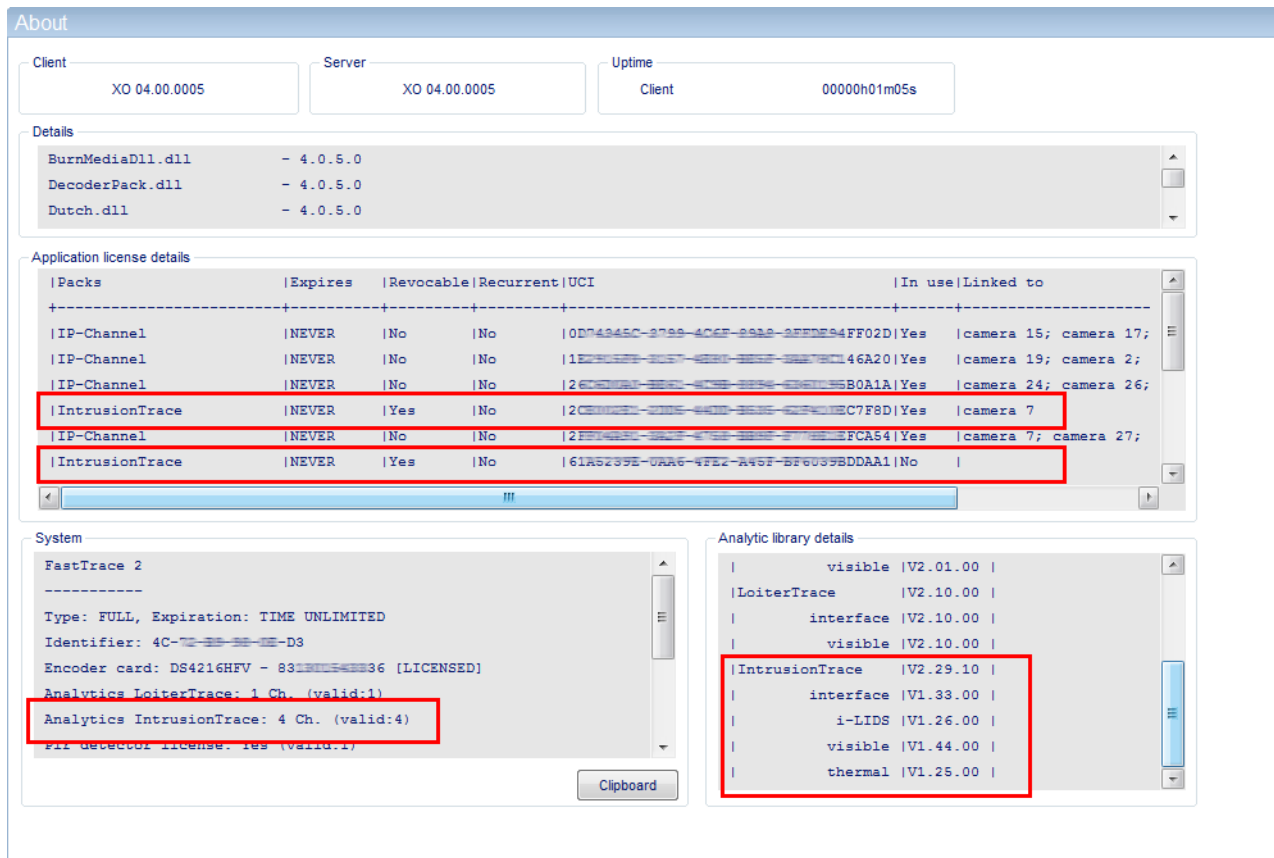 About
Client
Server
Uptime
XO 04.00.0005
XO 04.00.0005
Client 00000h01m05s
Details
BurnMediaDll.dll - 4.0.5.0
DecoderPack.dll - 4.0.5.0
Dutch.dll - 4.0.5.0
Application license details
|Packs |Expires |Revocable|Recurrent|UCI |In use|Linked to
|IP-Channel |NEVER |No |No |Yes |camera 15; camera 17;
|IP-Channel |NEVER |No |No |Yes |camera 19; camera 2;
|IP-Channel |NEVER |No |No |Yes |camera 24; camera 26;
|IntrusionTrace |NEVER |Yes |No |Yes |camera 7
|IP-Channel |NEVER |No |No |Yes |camera 7; camera 27;
|IntrusionTrace |NEVER |Yes |No |No |
System
FastTrace 2
-----------
Type: FULL, Expiration: TIME UNLIMITED
Identifier:
Encoder card: DS4216HFV - [LICENSED]
Analytics LoiterTrace: 1 Ch. (valid:1)
Analytics IntrusionTrace: 4 Ch. (valid:4)
Pir detector license: Yes (valid:1)
Clipboard
Analytic library details
| visible |V2.01.00 |
|LoiterTrace |V2.10.00 |
| interface |V2.10.00 |
| visible |V2.10.00 |
|IntrusionTrace |V2.29.10 |
| interface |V1.33.00 |
| i-LIDS |V1.26.00 |
| visible |V1.44.00 |
| thermal |V1.25.00 |